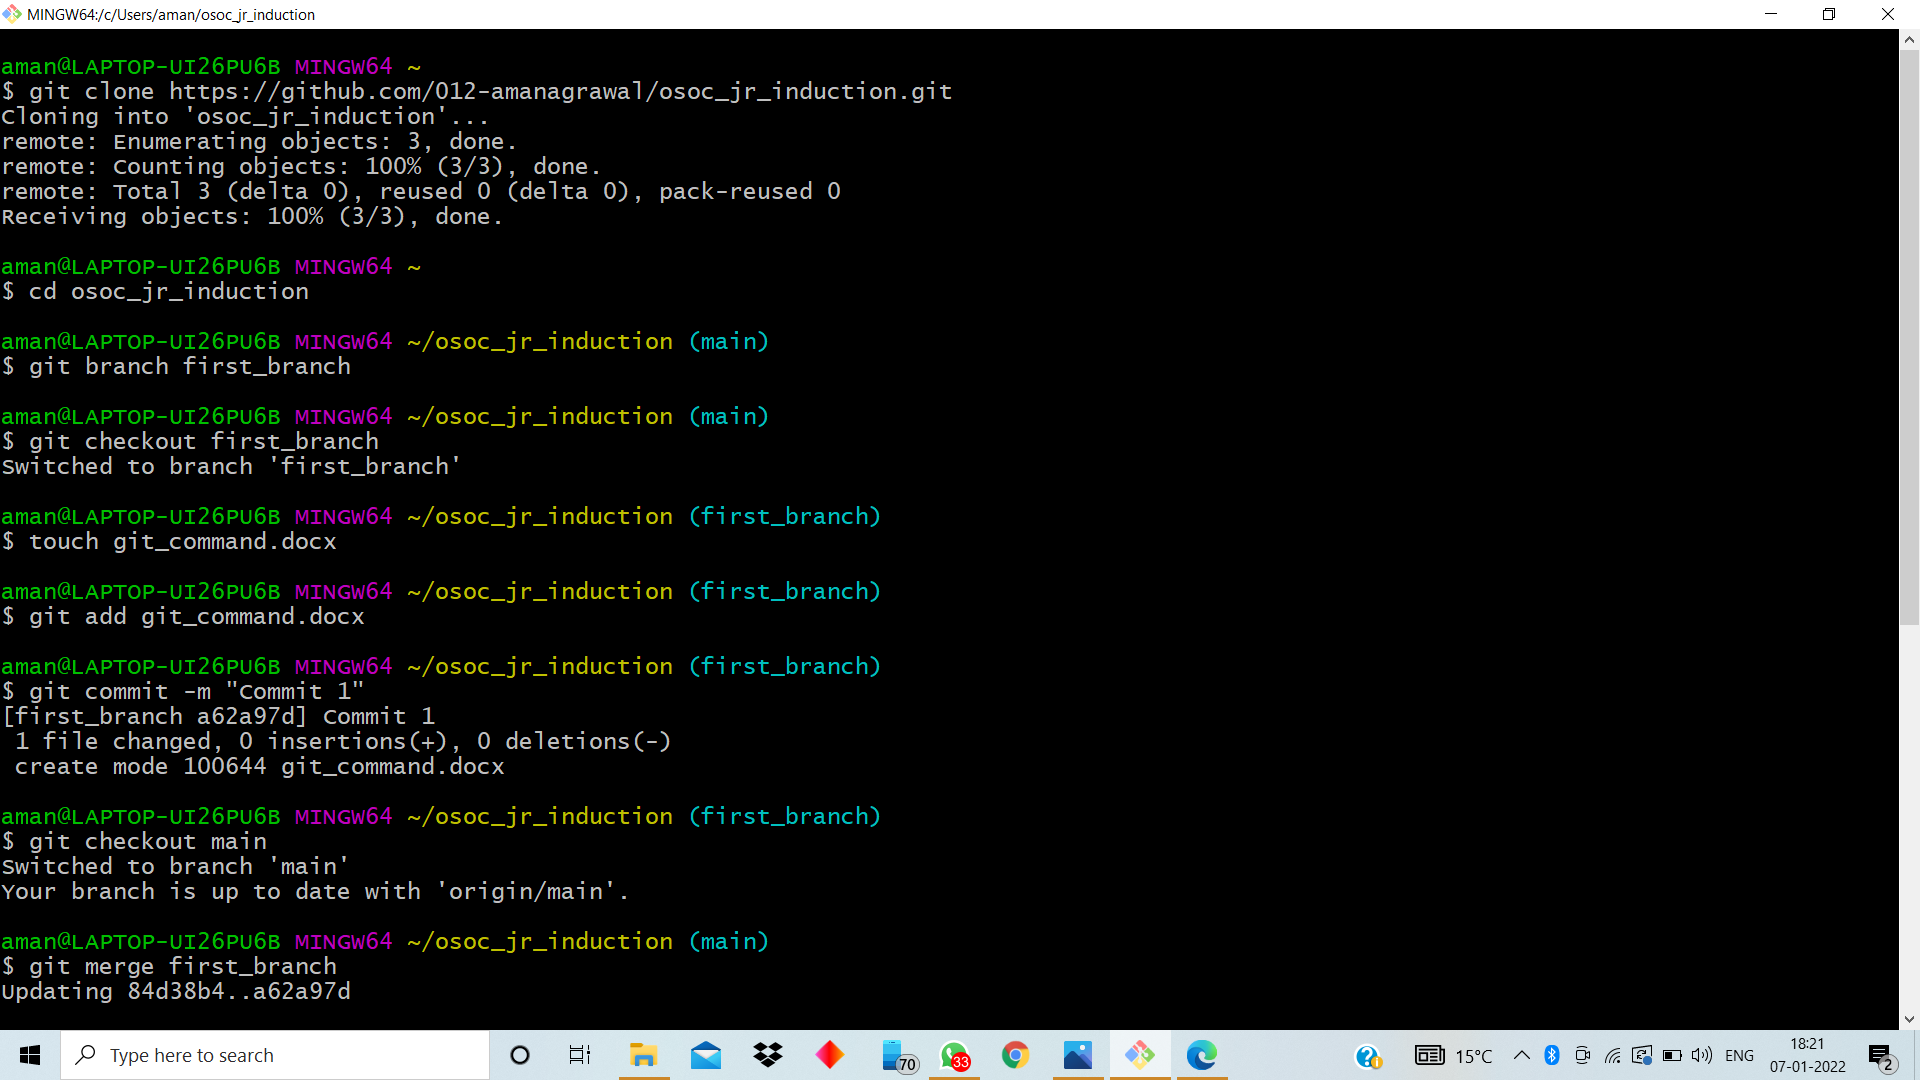 MINGW64:/c/Users/aman/osoc_jr_induction
aman@LAPTOP-UI26PU6B MINGW64 ~
$ git clone https://github.com/012-amanagrawal/osoc_jr_induction.git
Cloning into 'osoc_jr_induction'...
remote: Enumerating objects: 3, done.
remote: Counting objects: 100% (3/3), done.
remote: Total 3 (delta 0), reused 0 (delta 0), pack-reused 0
Receiving objects: 100% (3/3), done.
aman@LAPTOP-UI26PU6B MINGW64 ~
$ cd osoc_jr_induction
aman@LAPTOP-UI26PU6B MINGW64 ~/osoc_jr_induction (main)
$ git branch first_branch
aman@LAPTOP-UI26PU6B MINGW64 ~/osoc_jr_induction (main)
$ git checkout first_branch
Switched to branch 'first_branch'
aman@LAPTOP-UI26PU6B MINGW64 ~/osoc_jr_induction (first_branch)
$ touch git_command.docx
aman@LAPTOP-UI26PU6B MINGW64 ~/osoc_jr_induction (first_branch)
$ git add git_command.docx
aman@LAPTOP-UI26PU6B MINGW64 ~/osoc_jr_induction (first_branch)
$ git commit -m "Commit 1"
[first_branch a62a97d] Commit 1
 1 file changed, 0 insertions(+), 0 deletions(-)
 create mode 100644 git_command.docx
aman@LAPTOP-UI26PU6B MINGW64 ~/osoc_jr_induction (first_branch)
$ git checkout main
Switched to branch 'main'
Your branch is up to date with 'origin/main'.
aman@LAPTOP-UI26PU6B MINGW64 ~/osoc_jr_induction (main)
$ git merge first_branch
Updating 84d38b4..a62a97d
Type here to search
70
33
15°C
ENG
18:21
07-01-2022
2